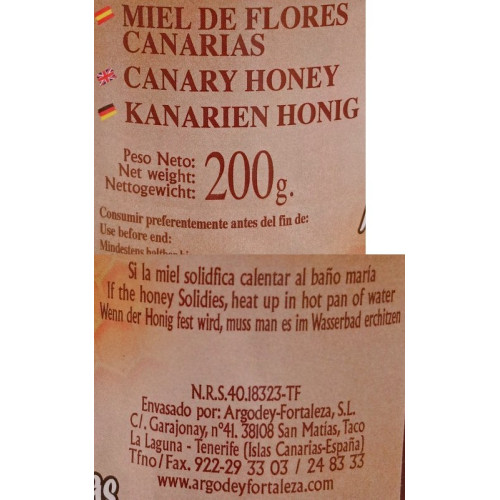 MIEL DE FLORES
CANARIAS
CANARY HONEY
KANARIEN HONIG
Peso Neto:
Net weight:
Nettogewicht:
200g.
Consumir preferentemente antes del fin de:
Use before end:
Mindestens
Si la miel solidfica calentar al baño maría
If the honey Solidies, heat up in hot pan of water
Wenn der Honig fest wird, muss man es im Wasserbad erchitzen
N.R.S.40.18323-TF
Envasado por: Argodey-Fortaleza, S.L.
C/. Garajonay, nº41. 38108 San Matias, Taco
La Laguna - Tenerife (Islas Canarias-España)
Tfno/Fax. 922-29 33 03 / 24 83 33
www.argodeyfortaleza.com